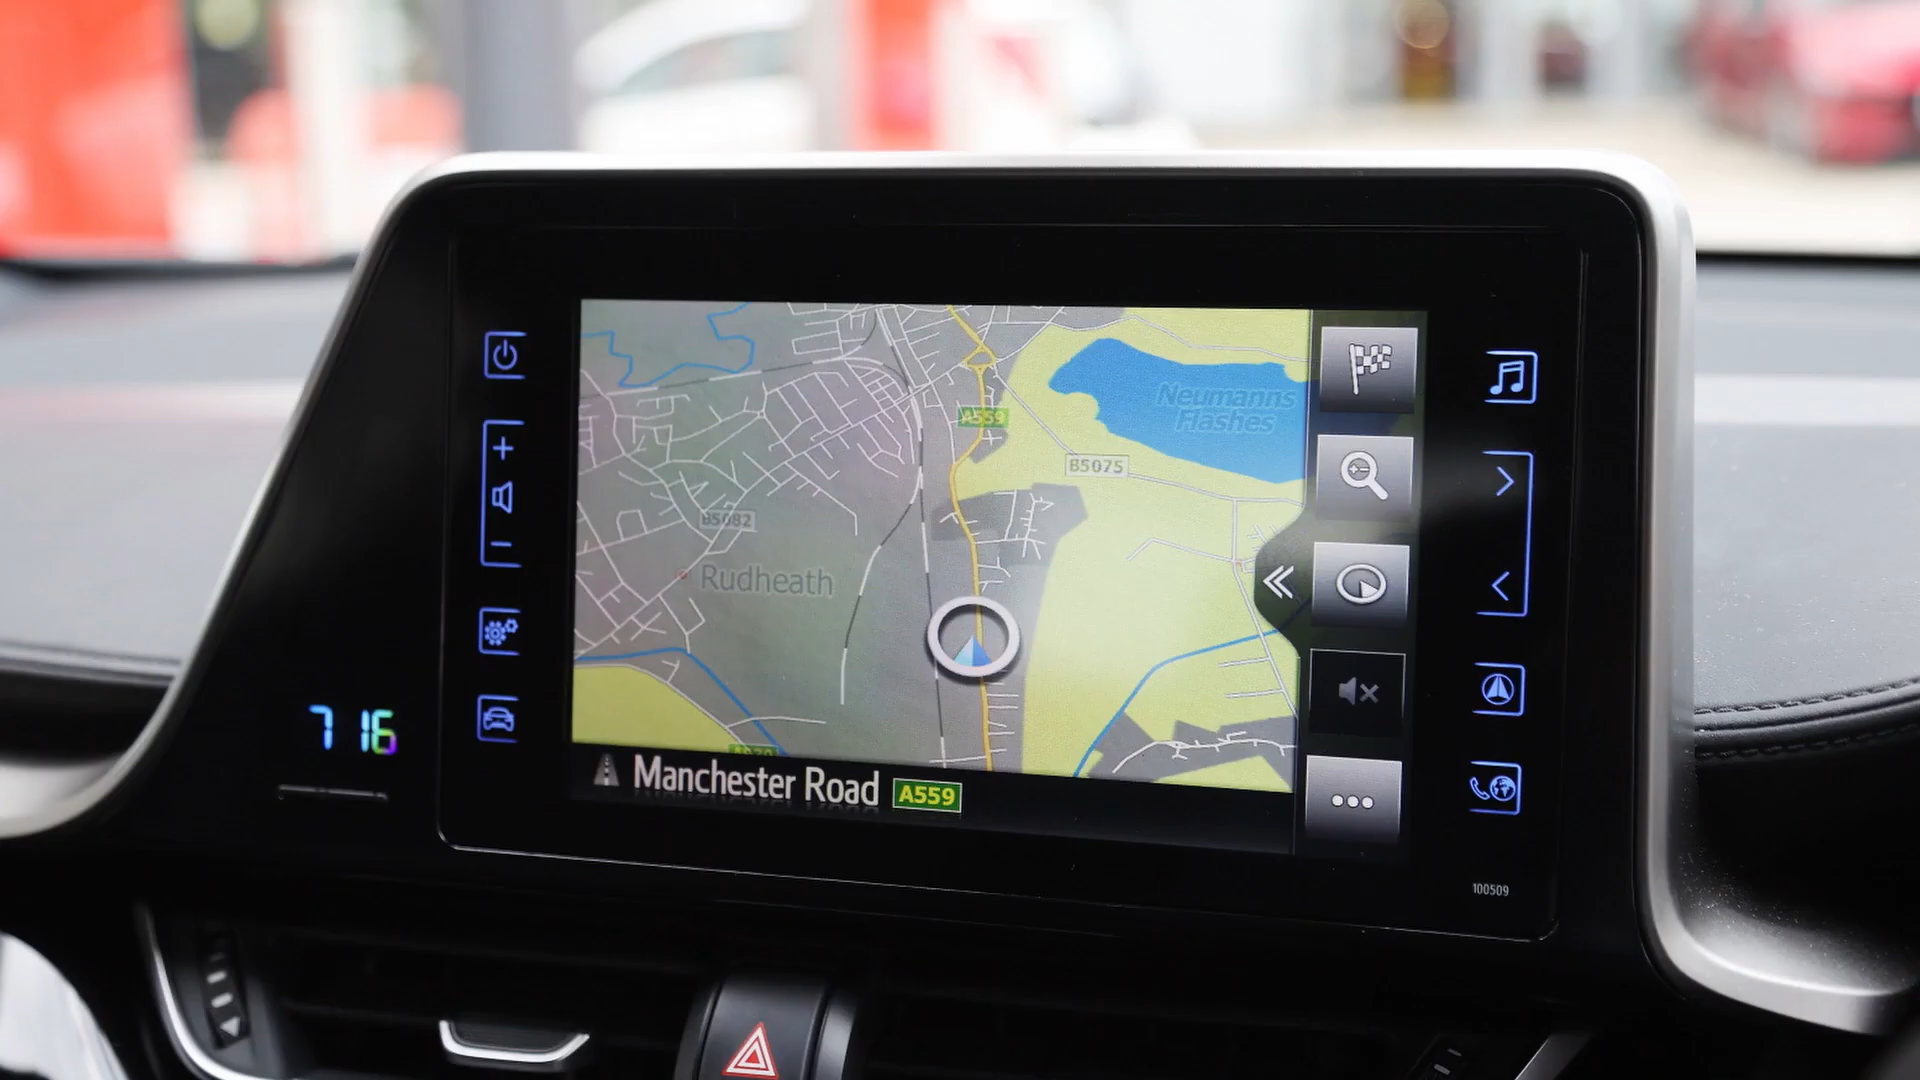 Neumanns
Flashes
A559
B5075
B5082
Rudheath
7 16
Manchester Road A559
100509